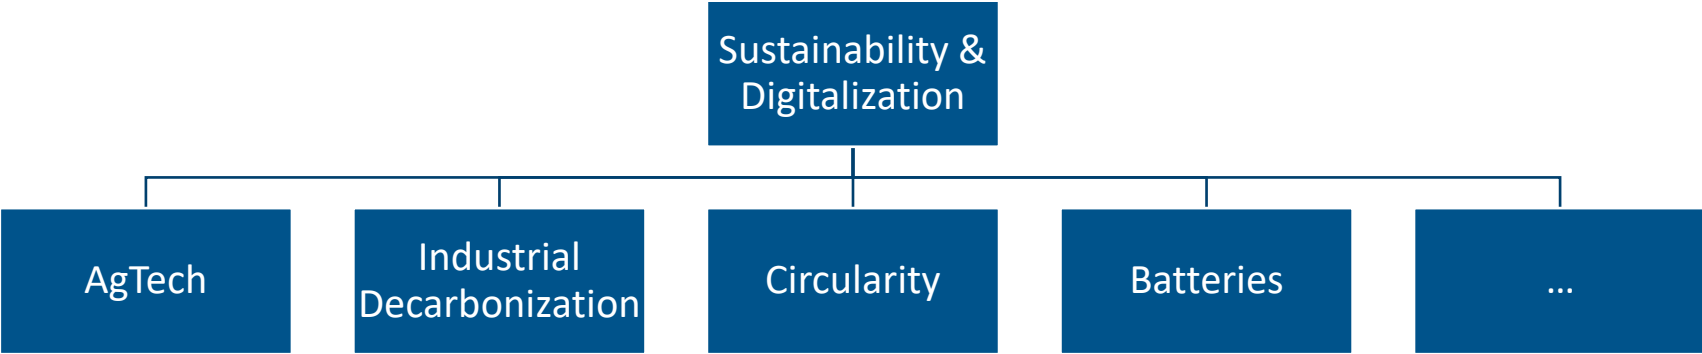 Sustainability &
Digitalization
AgTech
Industrial
Decarbonization
Circularity
Batteries
...